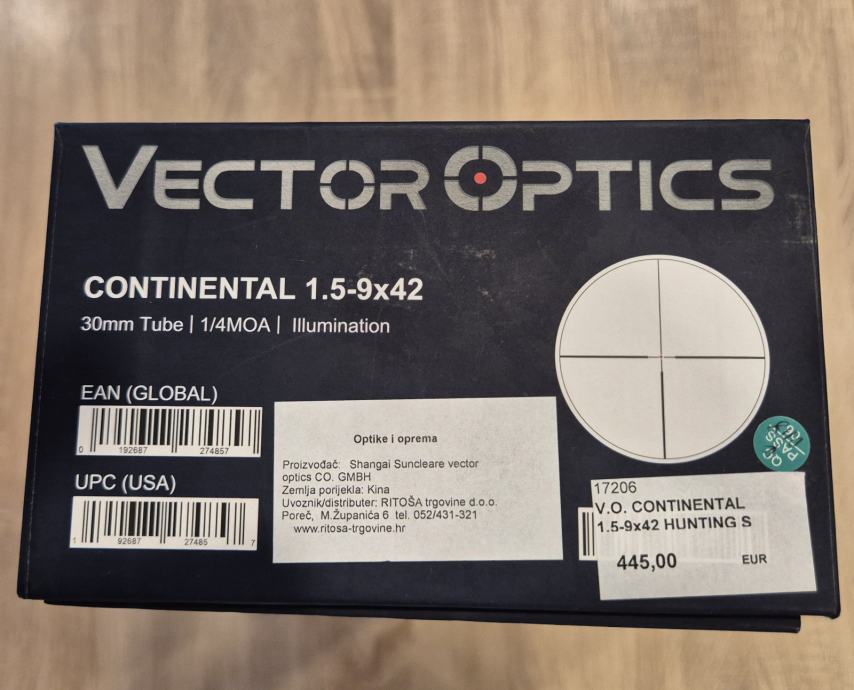 VECTOR OPTICS
CONTINENTAL 1.5-9x42
30mm Tube | 1/4MOA | Illumination
EAN (GLOBAL)
0 192687 274857
UPC (USA)
1 92687 27485 7
Optike i oprema
Proizvođač: Shangai Suncleare vector
optics CO. GMBH
Zemlja porijekla: Kina
Uvoznik/distributer: RITOŠA trgovine d.o.o.
Poreč, M.Županića 6 tel. 052/431-321
www.ritosa-trgovine.hr
QC
PASS
17206
V.O. CONTINENTAL
1.5-9x42 HUNTING S
445,00 EUR